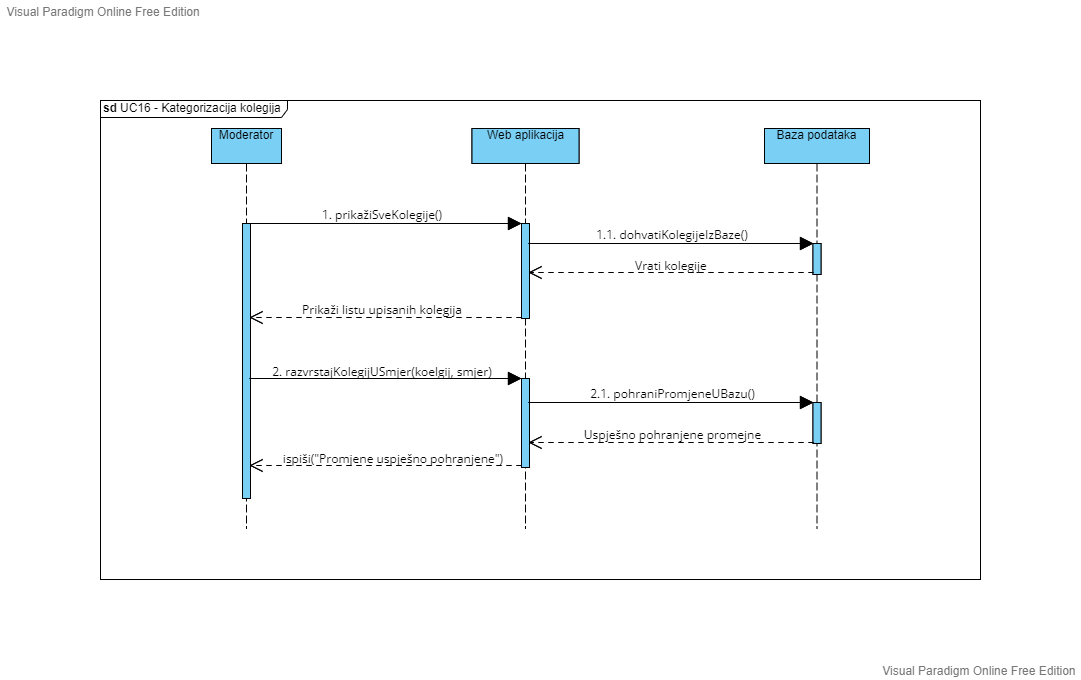 Visual Paradigm Online Free Edition
sd UC16 - Kategorizacija kolegija
Moderator
Web aplikacija
Baza podataka
1. prikažiSveKolegije()
1.1. dohvatiKolegijeIzBaze()
Vrati kolegije
Prikaži listu upisanih kolegija
2. razvrstajKolegijUSmjer(koelgij, smjer)
2.1. pohraniPromjeneUBazu()
Uspješno pohranjene promejne
ispiši("Promjene uspješno pohranjene")
Visual Paradigm Online Free Edition